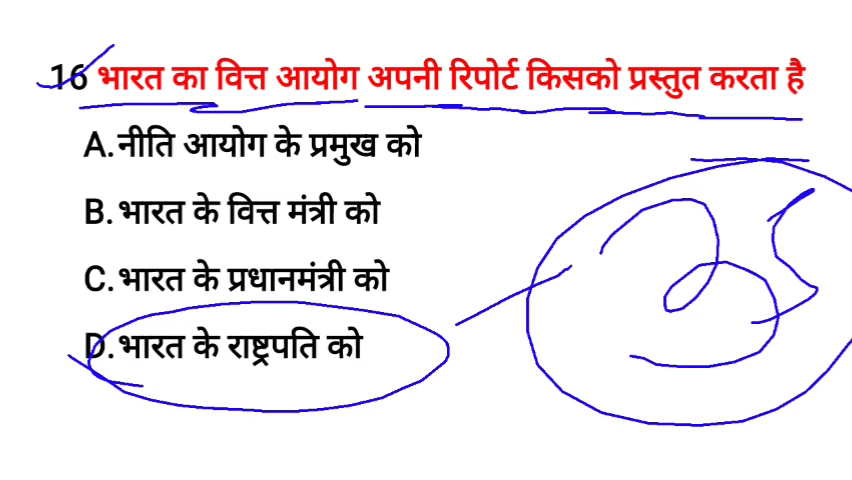 16 भारत का वित्त आयोग अपनी रिपोर्ट किसको प्रस्तुत करता है
A.नीति आयोग के प्रमुख को
B.भारत के वित्त मंत्री को
C.भारत के प्रधानमंत्री को
D.भारत के राष्ट्रपति को